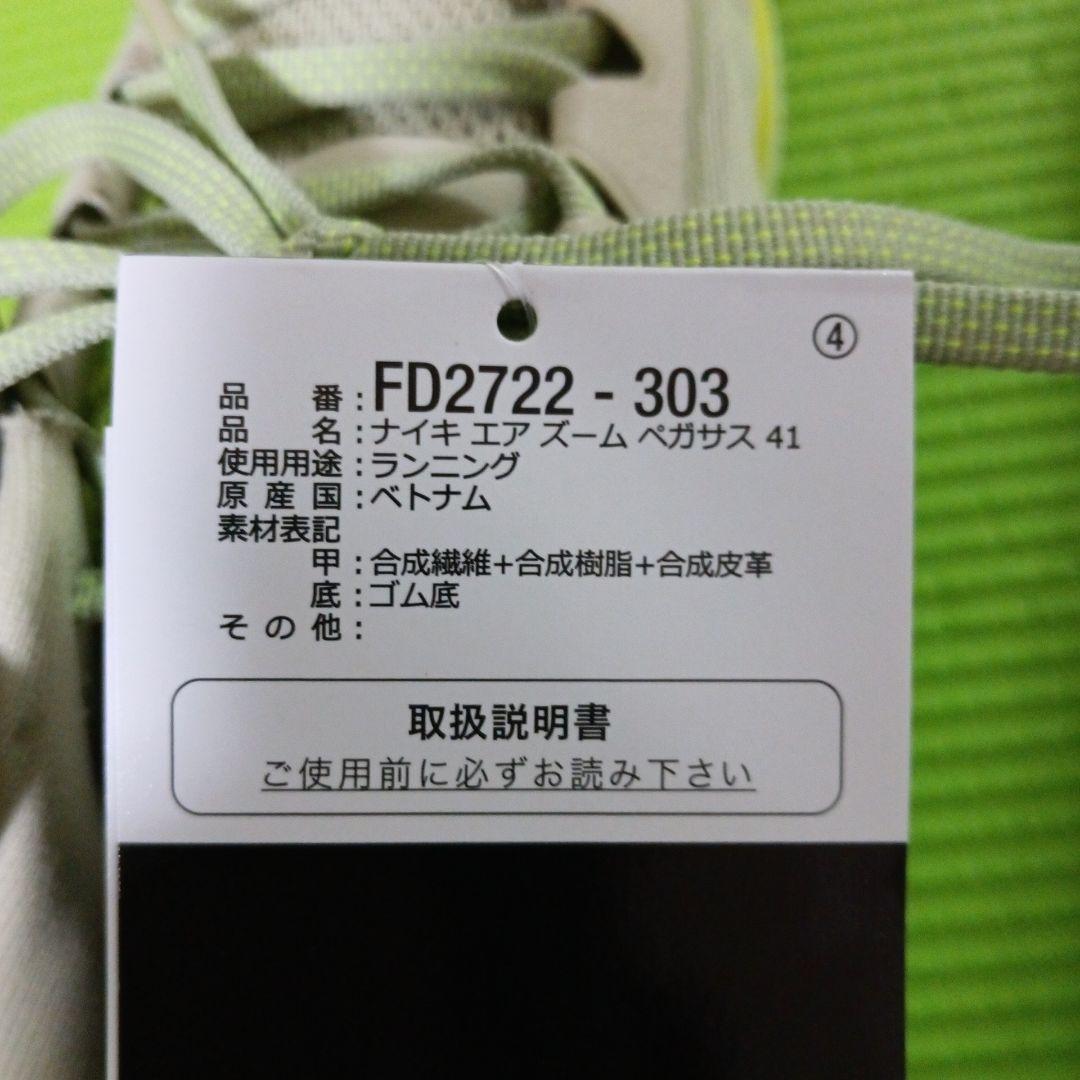 ④
品番:FD2722-303
品名:ナイキ エア ズーム ペガサス 41
使用用途:ランニング
原産国:ベトナム
素材表記
甲:合成繊維+合成樹脂+合成皮革
底:ゴム底
その他:
取扱説明書
ご使用前に必ずお読み下さい